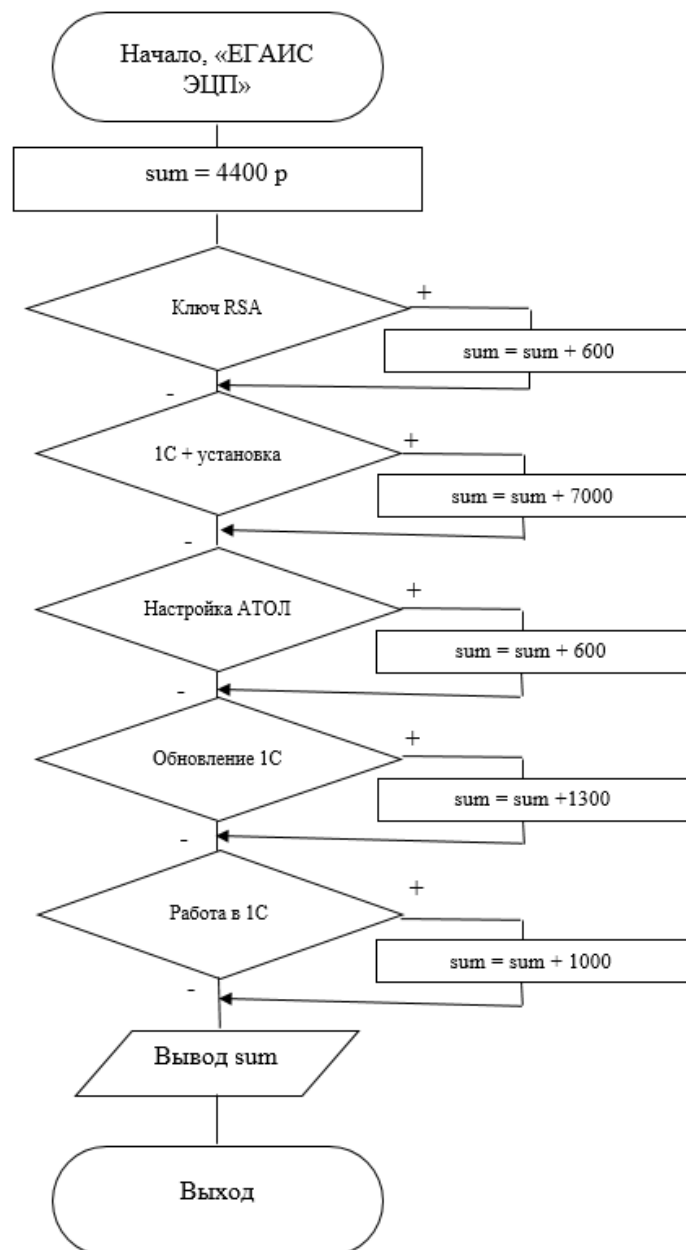 Начало, «ЕГАИС
ЭЦП»
sum = 4400 р
Ключ RSA
+
sum = sum + 600
-
1С + установка
+
sum = sum + 7000
-
Настройка АТОЛ
+
sum = sum + 600
-
Обновление 1С
+
sum = sum +1300
-
Работа в 1С
+
sum = sum + 1000
-
Вывод sum
Выход